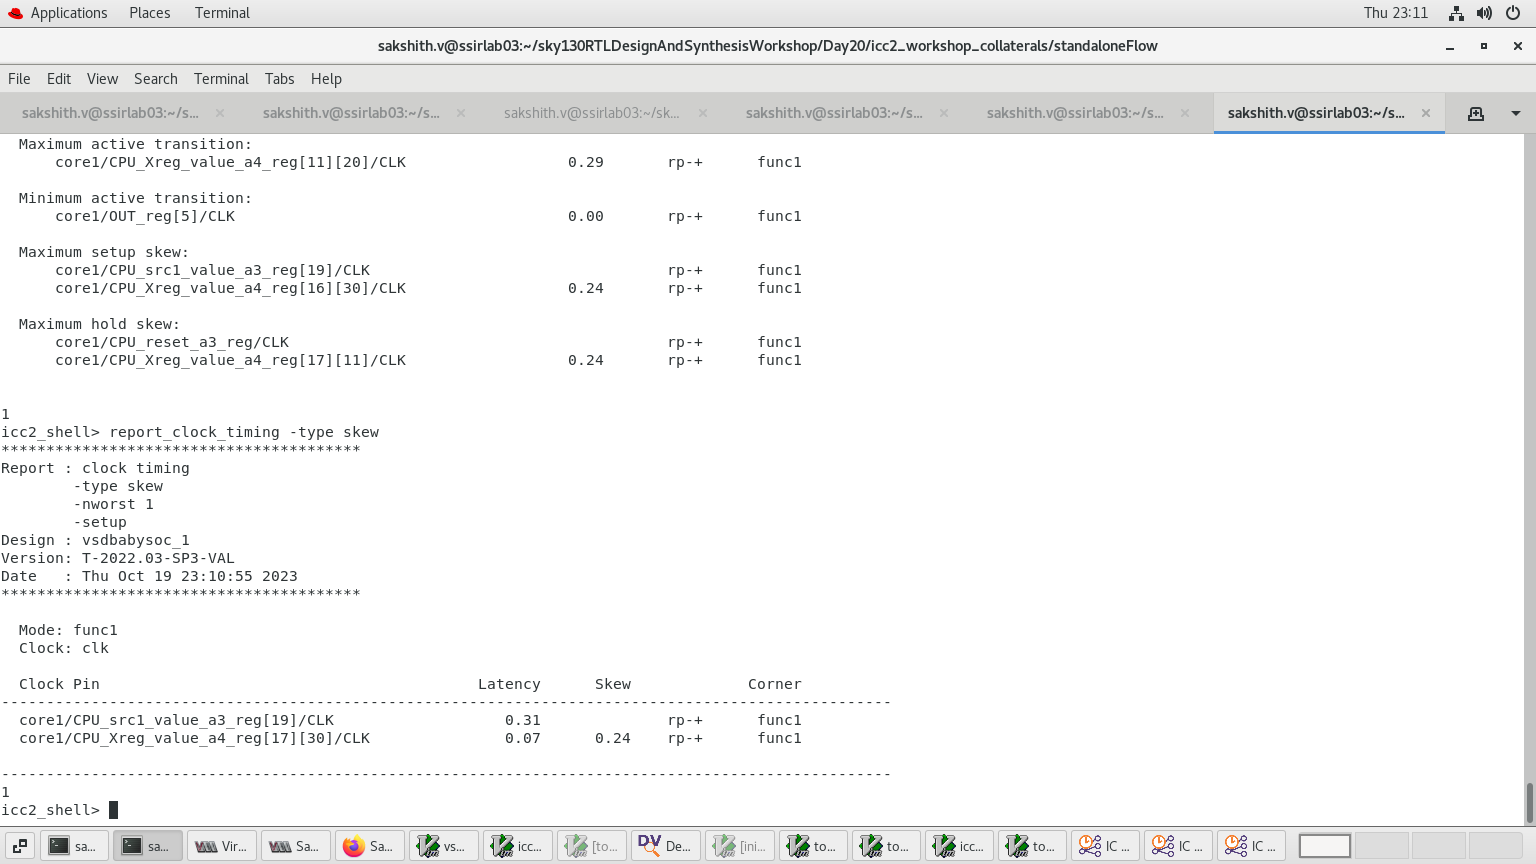 Applications Places Terminal Thu 23:11
sakshith.v@ssirlab03:~/sky130RTLDesignAndSynthesisWorkshop/Day20/icc2_workshop_collaterals/standaloneFlow
File Edit View Search Terminal Tabs Help
sakshith.v@ssirlab03:~/s... sakshith.v@ssirlab03:~/s... sakshith.v@ssirlab03:~/sk... sakshith.v@ssirlab03:~/s... sakshith.v@ssirlab03:~/s... sakshith.v@ssirlab03:~/s...
  Maximum active transition:
      core1/CPU_Xreg_value_a4_reg[11][20]/CLK                  0.29       rp-+      func1
  Minimum active transition:
      core1/OUT_reg[5]/CLK                                     0.00       rp-+      func1
  Maximum setup skew:
      core1/CPU_src1_value_a3_reg[19]/CLK                                 rp-+      func1
      core1/CPU_Xreg_value_a4_reg[16][30]/CLK                  0.24       rp-+      func1
  Maximum hold skew:
      core1/CPU_reset_a3_reg/CLK                                          rp-+      func1
      core1/CPU_Xreg_value_a4_reg[17][11]/CLK                  0.24       rp-+      func1
1
icc2_shell> report_clock_timing -type skew
****************************************
Report : clock timing
        -type skew
        -nworst 1
        -setup
Design : vsdbabysoc_1
Version: T-2022.03-SP3-VAL
Date   : Thu Oct 19 23:10:55 2023
****************************************
  Mode: func1
  Clock: clk
  Clock Pin                                          Latency      Skew             Corner
---------------------------------------------------------------------------------------------------
  core1/CPU_src1_value_a3_reg[19]/CLK                   0.31              rp-+      func1
  core1/CPU_Xreg_value_a4_reg[17][30]/CLK               0.07      0.24    rp-+      func1
---------------------------------------------------------------------------------------------------
1
icc2_shell>
sa... sa... Vir... Sa... Sa... vs... icc... [to... De... [ini... to... to... icc... to... IC ... IC ... IC ...